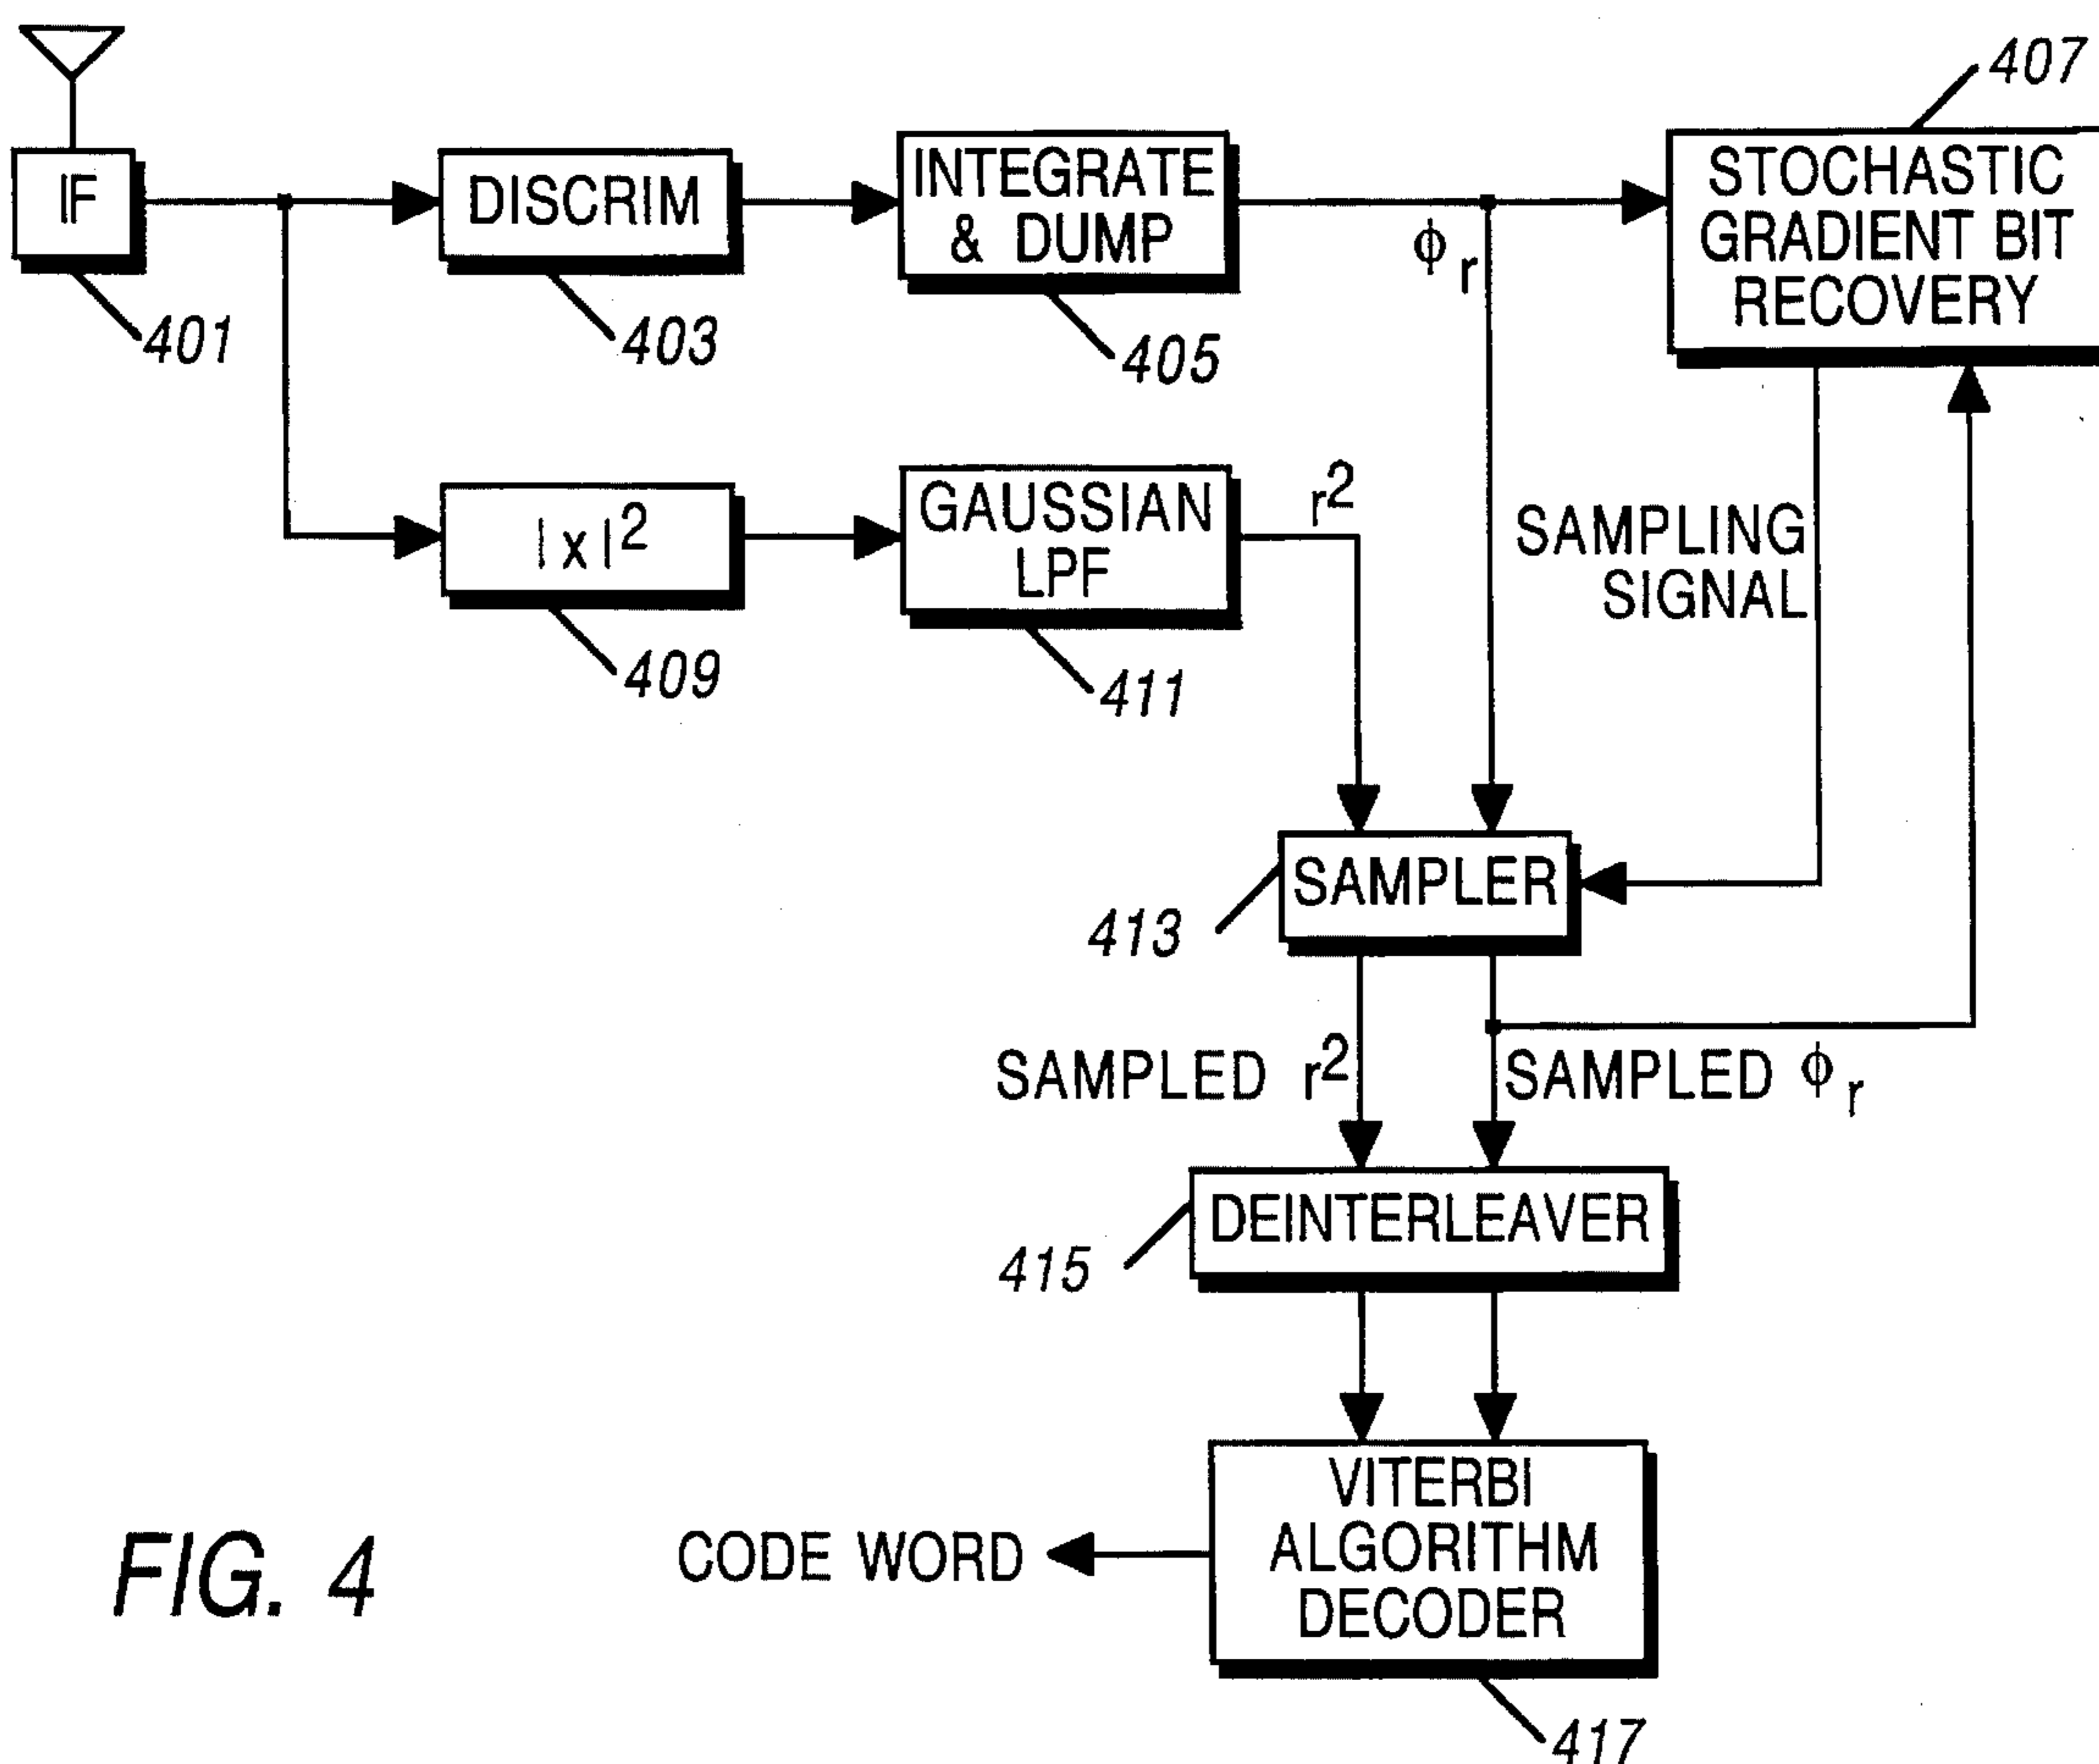 407
IF
DISCRIM
INTEGRATE
& DUMP
ϕr
STOCHASTIC
GRADIENT BIT
RECOVERY
401
403
405
|x|²
GAUSSIAN
LPF
r²
SAMPLING
SIGNAL
409
411
SAMPLER
413
SAMPLED r²
SAMPLED ϕr
DEINTERLEAVER
415
VITERBI
ALGORITHM
DECODER
CODE WORD
FIG. 4
417